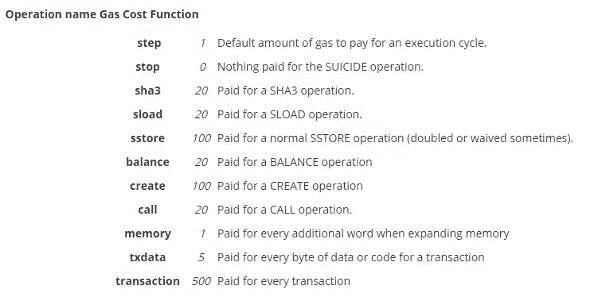 Operation name Gas Cost Function
step 1 Default amount of gas to pay for an execution cycle.
stop 0 Nothing paid for the SUICIDE operation.
sha3 20 Paid for a SHA3 operation.
sload 20 Paid for a SLOAD operation.
sstore 100 Paid for a normal SSTORE operation (doubled or waived sometimes).
balance 20 Paid for a BALANCE operation
create 100 Paid for a CREATE operation
call 20 Paid for a CALL operation.
memory 1 Paid for every additional word when expanding memory
txdata 5 Paid for every byte of data or code for a transaction
transaction 500 Paid for every transaction